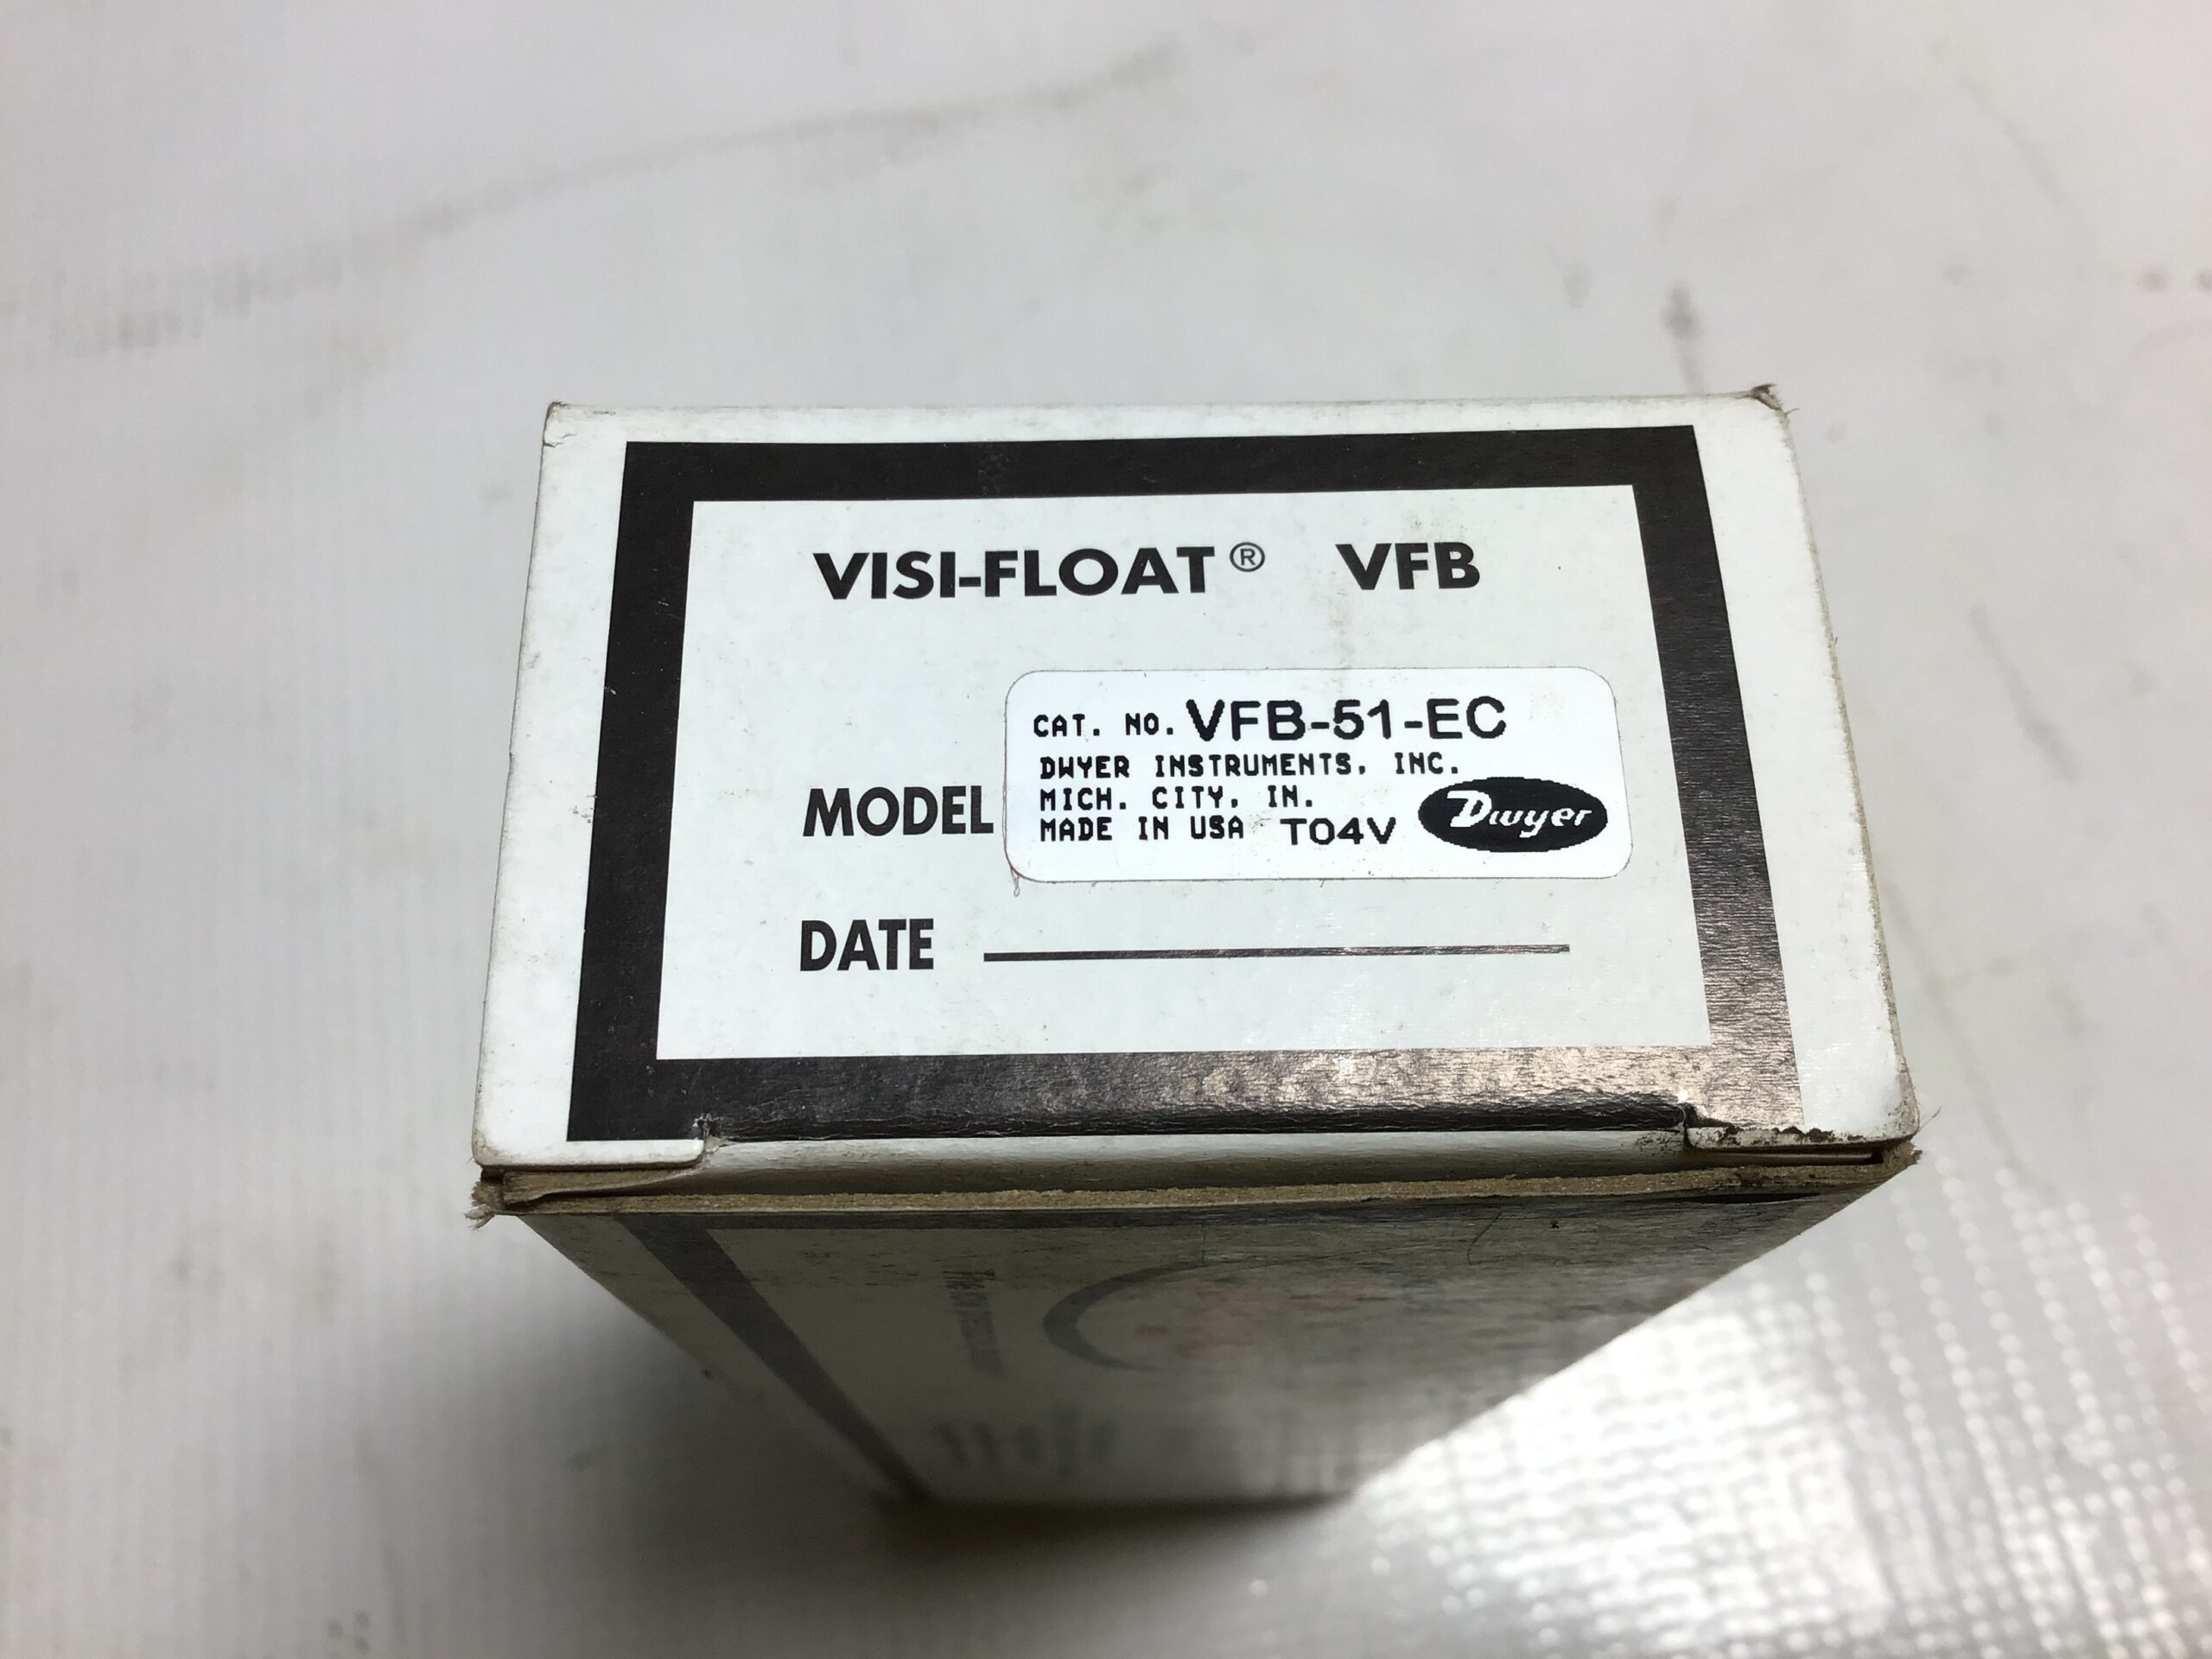 VISI-FLOAT® VFB
CAT. NO. VFB-51-EC
DWYER INSTRUMENTS, INC.
MICH. CITY, IN.
MADE IN USA T04V Dwyer
MODEL
DATE